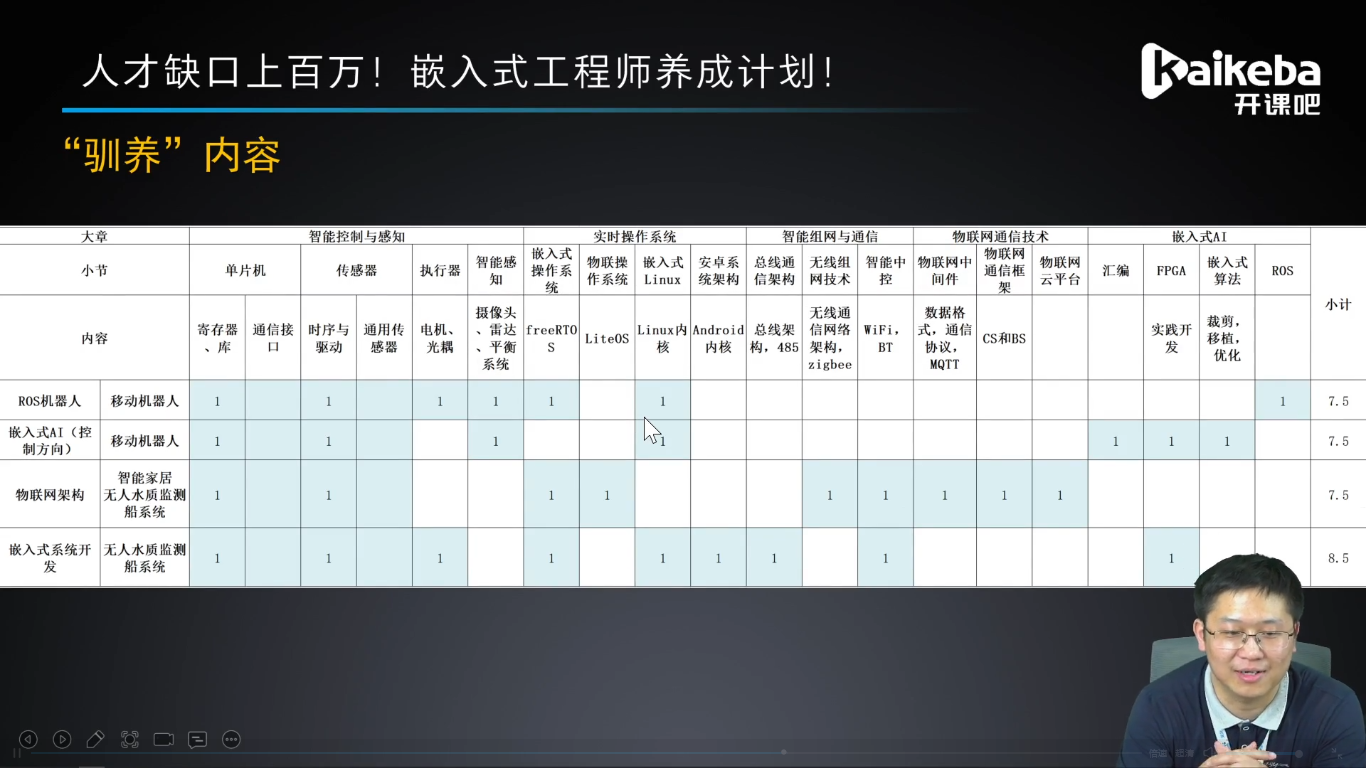 人才缺口上百万！嵌入式工程师养成计划！
Kaikeba
开课吧
“驯养”内容
大章 智能控制与感知 实时操作系统 智能组网与通信 物联网通信技术 嵌入式AI 小计
小节 单片机 传感器 执行器 智能感知 嵌入式操作系统 物联操作系统 嵌入式Linux 安卓系统架构 总线通信架构 无线组网技术 智能中控 物联网中间件 物联网通信框架 物联网云平台 汇编 FPGA 嵌入式算法 ROS
内容 寄存器、库 通信接口 时序与驱动 通用传感器 电机、光耦 摄像头、雷达、平衡系统 freeRTOS LiteOS Linux内核 Android内核 总线架构，485 无线通信网络架构，zigbee WiFi，BT 数据格式，通信协议，MQTT CS和BS 实践开发 裁剪，移植，优化
ROS机器人 移动机器人 1 1 1 1 1 1 1 7.5
嵌入式AI（控制方向） 移动机器人 1 1 1 1 1 1 1 7.5
物联网架构 智能家居 无人水质监测船系统 1 1 1 1 1 1 1 1 1 7.5
嵌入式系统开发 无人水质监测船系统 1 1 1 1 1 1 1 1 1 8.5